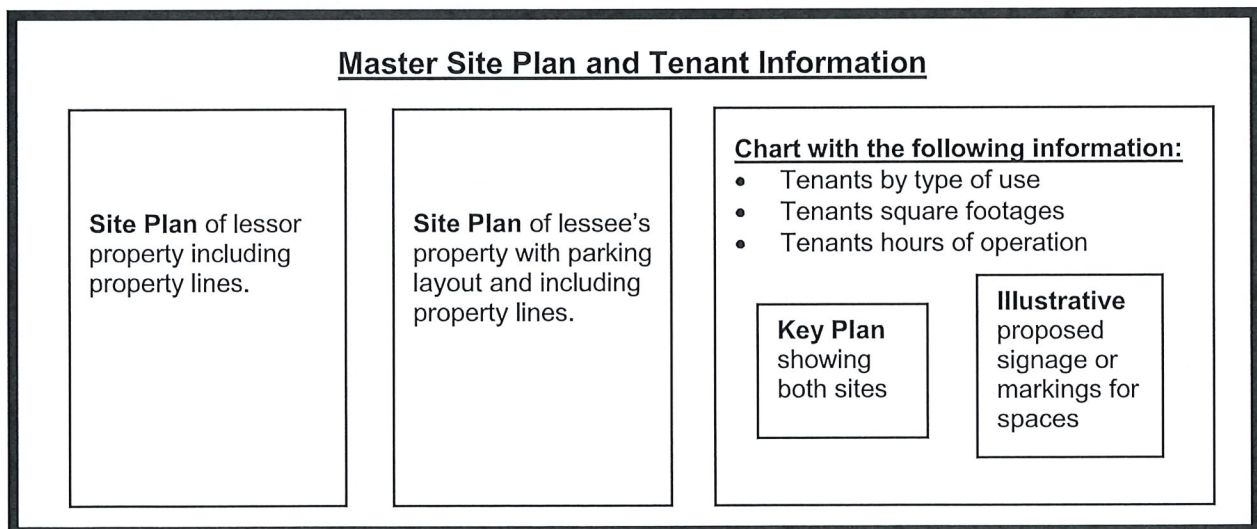 Master Site Plan and Tenant Information
Site Plan of lessor
property including
property lines.
Site Plan of lessee’s
property with parking
layout and including
property lines.
Chart with the following information:
• Tenants by type of use
• Tenants square footages
• Tenants hours of operation
Key Plan
showing
both sites
Illustrative
proposed
signage or
markings for
spaces